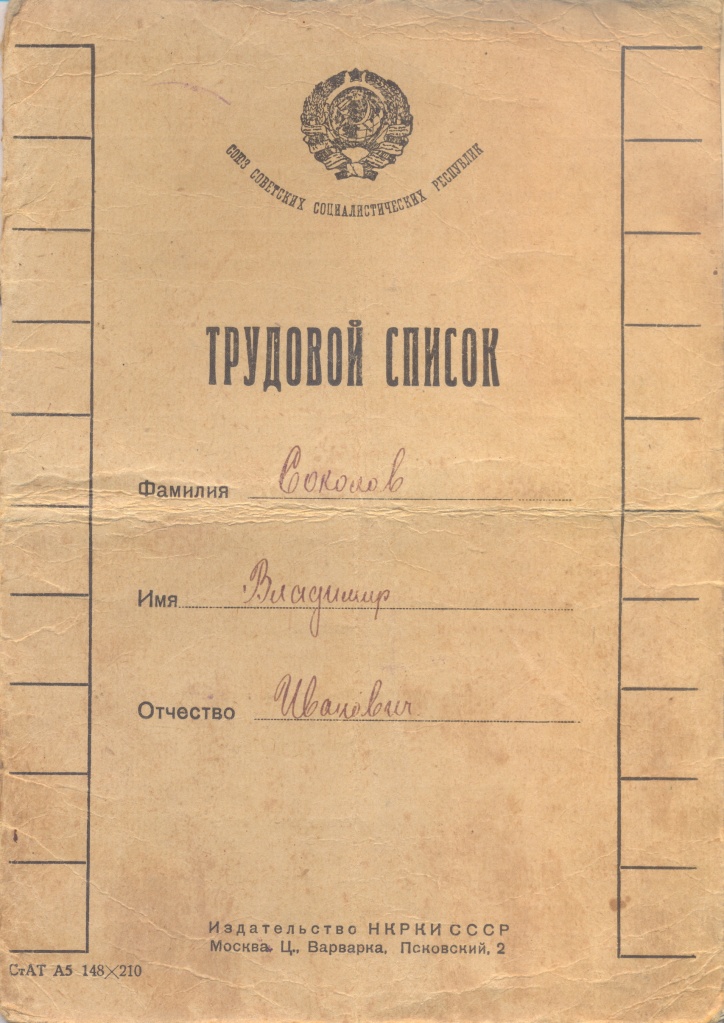 СОЮЗ СОВЕТСКИХ СОЦИАЛИСТИЧЕСКИХ РЕСПУБЛИК
ТРУДОВОЙ СПИСОК
Фамилия Соколов
Имя Владимир
Отчество Иванович
Издательство НКРКИ СССР
Москва Ц., Варварка, Псковский, 2
СтАТ А5 148×210